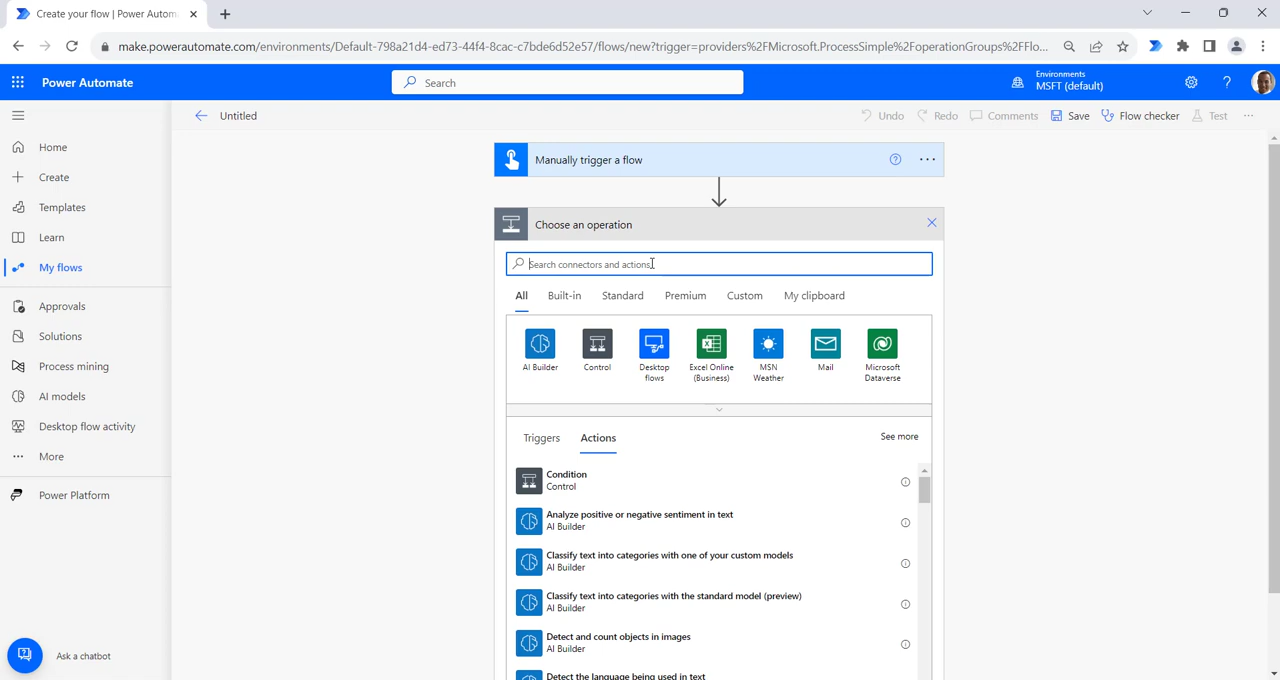 Create your flow | Power Autom
make.powerautomate.com/environments/Default-798a21d4-ed73-44f4-8cac-c7bde6d52e57/flows/new?trigger=providers%2FMicrosoft.ProcessSimple%2FoperationGroups%2FFlo...
Power Automate
Search
Environments
MSFT (default)
Untitled
Undo
Redo
Comments
Save
Flow checker
Test
Home
Create
Templates
Learn
My flows
Approvals
Solutions
Process mining
AI models
Desktop flow activity
More
Power Platform
Ask a chatbot
Manually trigger a flow
Choose an operation
Search connectors and actions
All
Built-in
Standard
Premium
Custom
My clipboard
AI Builder
Control
Desktop
flows
Excel Online
(Business)
MSN
Weather
Mail
Microsoft
Dataverse
Triggers
Actions
See more
Condition
Control
Analyze positive or negative sentiment in text
AI Builder
Classify text into categories with one of your custom models
AI Builder
Classify text into categories with the standard model (preview)
AI Builder
Detect and count objects in images
AI Builder
Detect the language being used in text